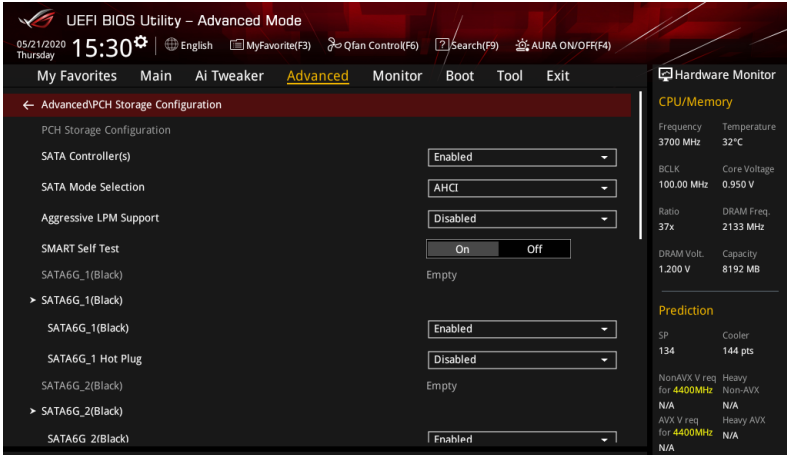 UEFI BIOS Utility – Advanced Mode
05/21/2020
Thursday
15:30
English
MyFavorite(F3)
Qfan Control(F6)
?
Search(F9)
AURA ON/OFF(F4)
My Favorites
Main
Ai Tweaker
Advanced
Monitor
Boot
Tool
Exit
Advanced\PCH Storage Configuration
PCH Storage Configuration
SATA Controller(s)
Enabled
SATA Mode Selection
AHCI
Aggressive LPM Support
Disabled
SMART Self Test
On
Off
SATA6G_1(Black)
Empty
SATA6G_1(Black)
SATA6G_1(Black)
Enabled
SATA6G_1 Hot Plug
Disabled
SATA6G_2(Black)
Empty
SATA6G_2(Black)
SATA6G_2(Black)
Enabled
Hardware Monitor
CPU/Memory
Frequency
Temperature
3700 MHz
32°C
BCLK
Core Voltage
100.00 MHz
0.950 V
Ratio
DRAM Freq.
37x
2133 MHz
DRAM Volt.
Capacity
1.200 V
8192 MB
Prediction
SP
Cooler
134
144 pts
NonAVX V req
for 4400MHz
Heavy
Non-AVX
N/A
N/A
AVX V req
for 4400MHz
Heavy AVX
N/A
N/A